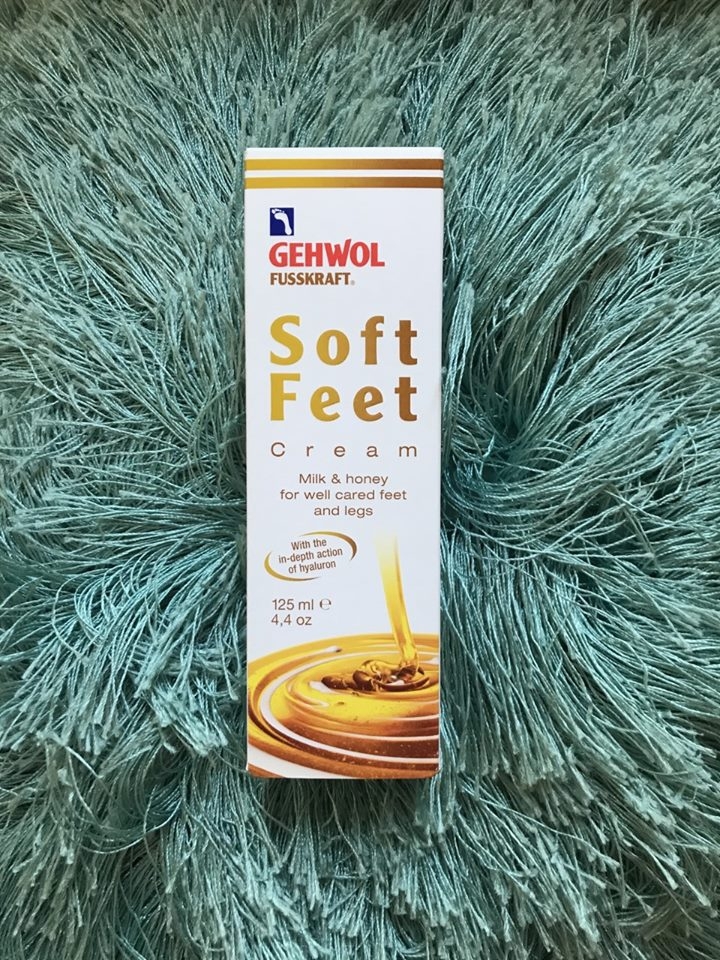 GEHWOL
FUSSKRAFT®
Soft
Feet
Cream
Milk & honey
for well cared feet
and legs
With the
in-depth action
of hyaluron
125 ml ℮
4,4 oz